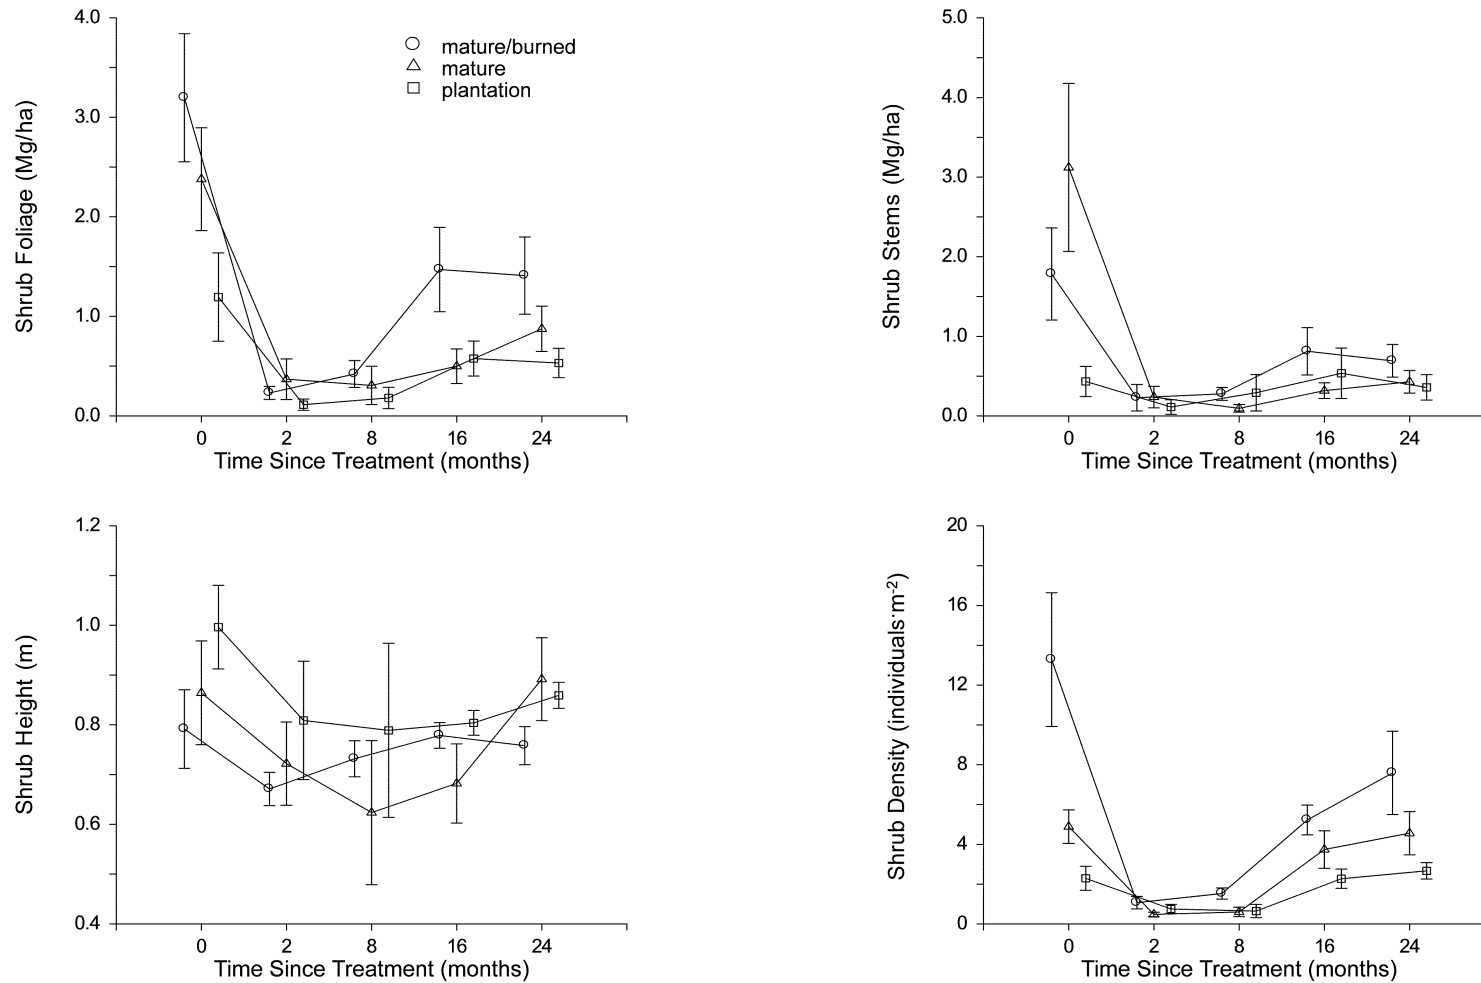 4.0
3.0
2.0
1.0
0.0
Shrub Foliage (Mg/ha)
mature/burned
mature
plantation
0 2 8 16 24
Time Since Treatment (months)
5.0
4.0
3.0
2.0
1.0
0.0
Shrub Stems (Mg/ha)
0 2 8 16 24
Time Since Treatment (months)
1.2
1.0
0.8
0.6
0.4
Shrub Height (m)
0 2 8 16 24
Time Since Treatment (months)
20
16
12
8
4
0
Shrub Density (individuals·m⁻²)
0 2 8 16 24
Time Since Treatment (months)